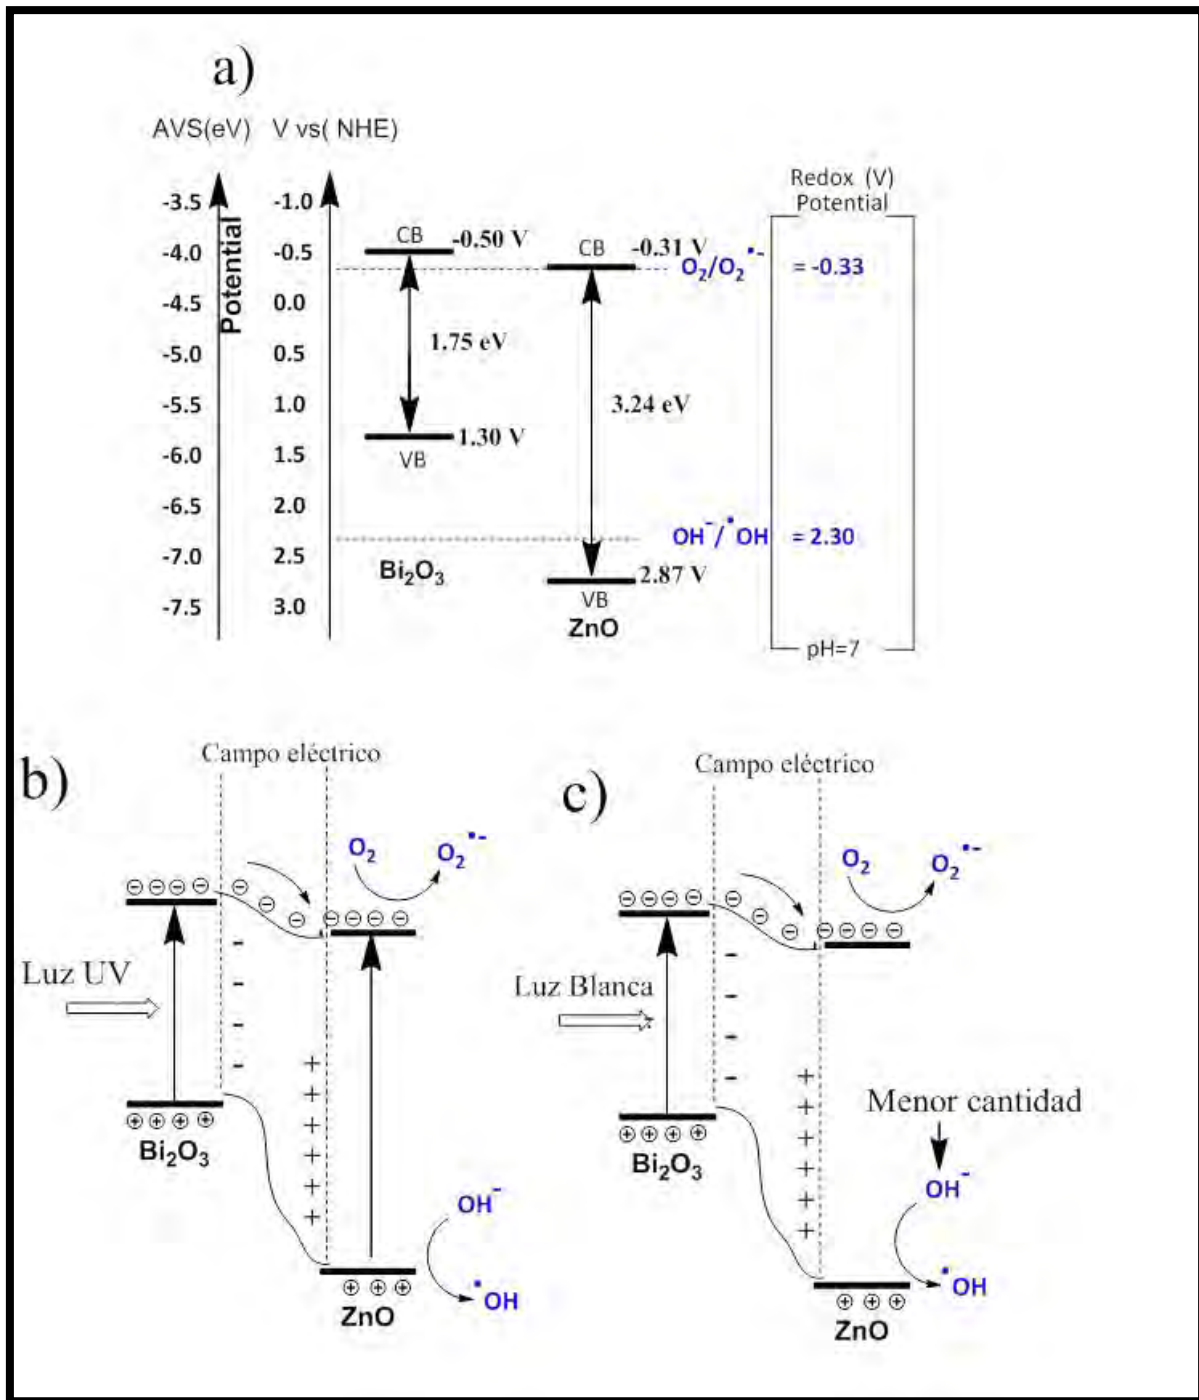 a)
AVS(eV) V vs( NHE)
Potential
-3.5
-4.0
-4.5
-5.0
-5.5
-6.0
-6.5
-7.0
-7.5
-1.0
-0.5
0.0
0.5
1.0
1.5
2.0
2.5
3.0
CB -0.50 V
1.75 eV
1.30 V
VB
Bi₂O₃
CB -0.31 V
3.24 eV
2.87 V
VB
ZnO
Redox (V)
Potential
O₂/O₂•- = -0.33
OH⁻/•OH = 2.30
pH=7
b)
Campo eléctrico
O₂ O₂•-
Luz UV
Bi₂O₃
OH⁻
•OH
ZnO
c)
Campo eléctrico
O₂ O₂•-
Luz Blanca
Menor cantidad
Bi₂O₃
OH⁻
•OH
ZnO